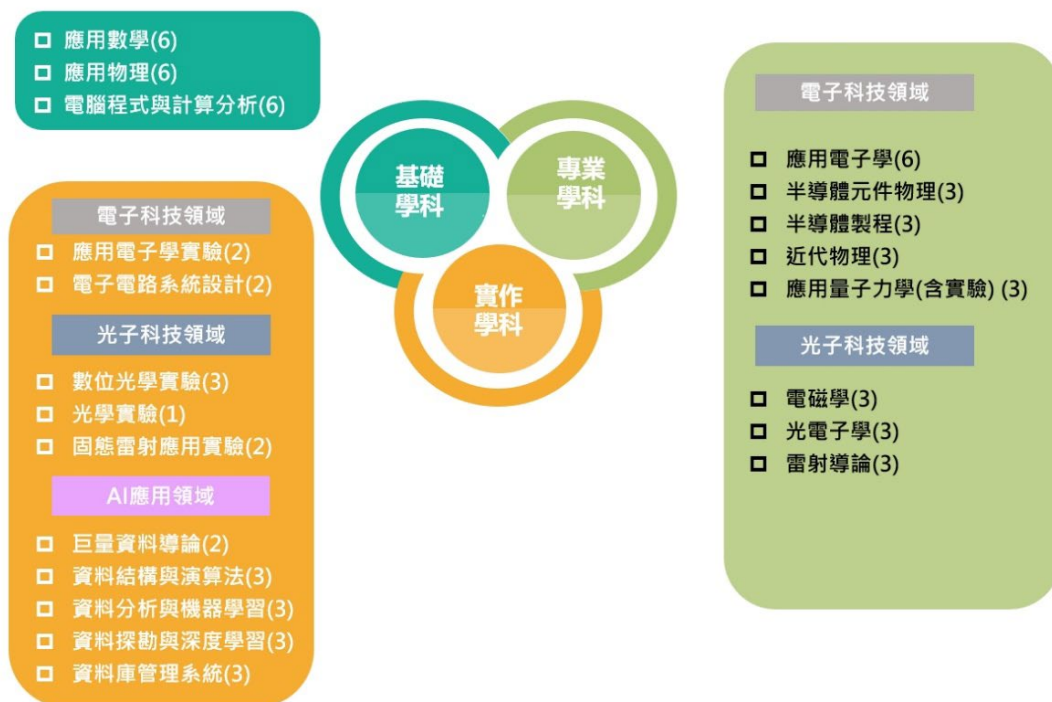 應用數學(6)
應用物理(6)
電腦程式與計算分析(6)
基礎
學科
專業
學科
實作
學科
電子科技領域
應用電子學實驗(2)
電子電路系統設計(2)
光子科技領域
數位光學實驗(3)
光學實驗(1)
固態雷射應用實驗(2)
AI應用領域
巨量資料導論(2)
資料結構與演算法(3)
資料分析與機器學習(3)
資料探勘與深度學習(3)
資料庫管理系統(3)
電子科技領域
應用電子學(6)
半導體元件物理(3)
半導體製程(3)
近代物理(3)
應用量子力學(含實驗) (3)
光子科技領域
電磁學(3)
光電子學(3)
雷射導論(3)